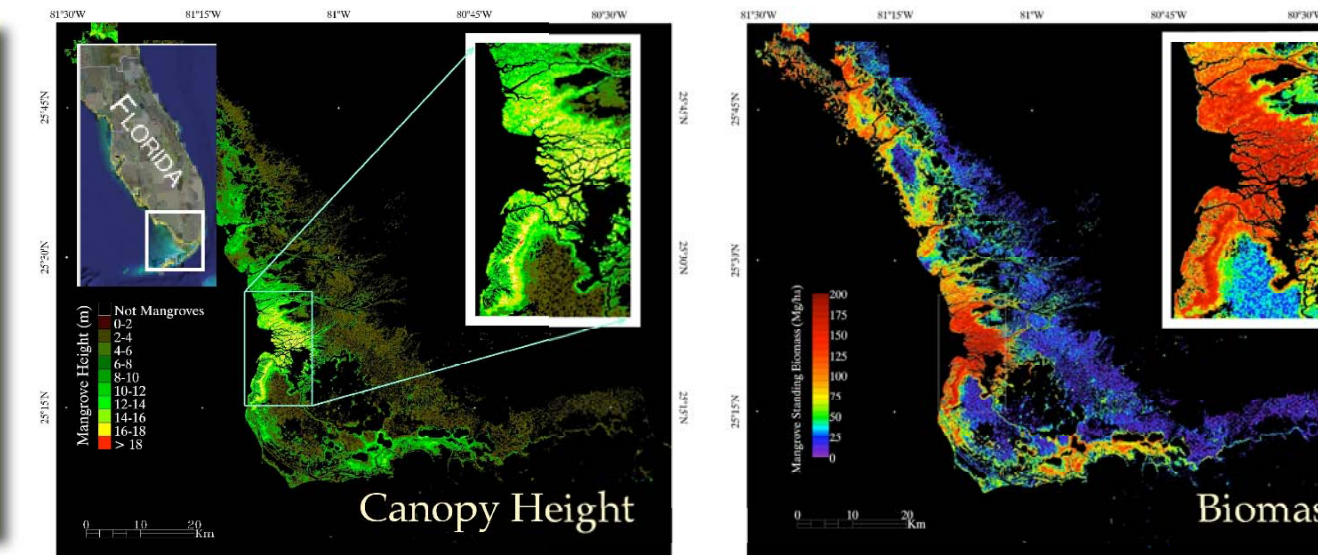 81°30'W 81°15'W 81°W 80°45'W 80°30'W
25°45'N
25°30'N
25°15'N
FLORIDA
Mangrove Height (m)
Not Mangroves
0-2
2-4
4-6
6-8
8-10
10-12
12-14
14-16
16-18
> 18
0 10 20
Km
Canopy Height
25°45'N
25°30'N
25°15'N
81°30'W 81°15'W 81°W 80°45'W 80°30'W
25°45'N
25°30'N
25°15'N
Mangrove Standing Biomass (Mg/ha)
200
175
150
125
100
75
50
25
0
0 10 20
Km
Biomas